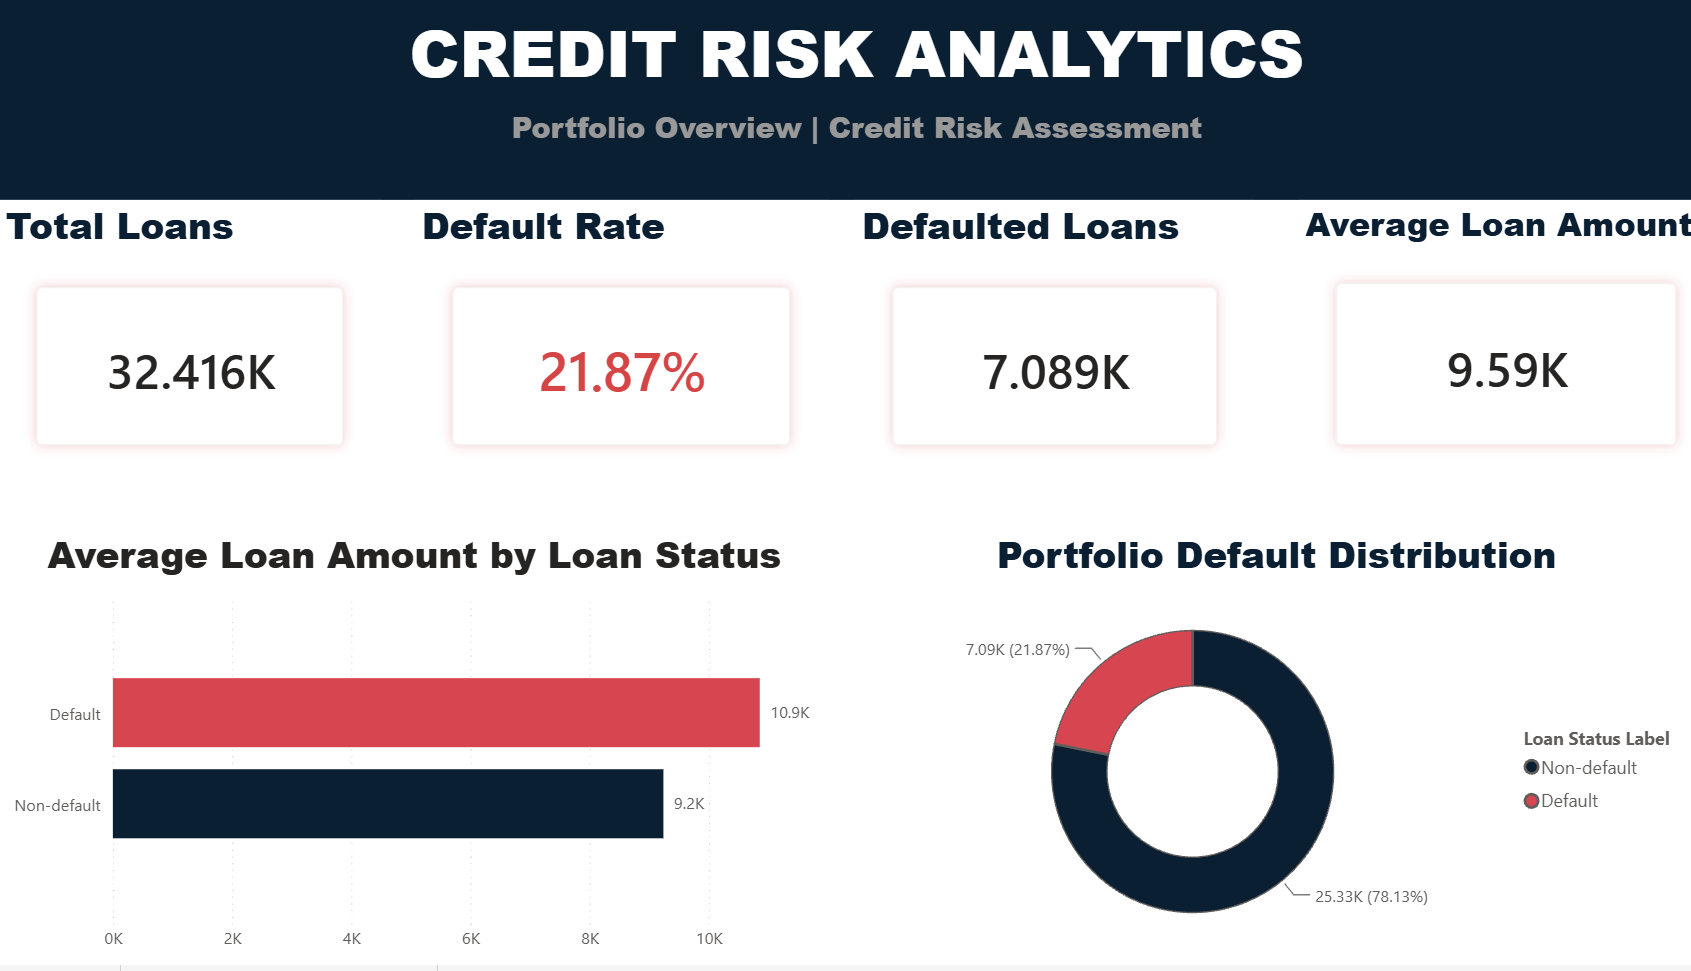 CREDIT RISK ANALYTICS
Portfolio Overview | Credit Risk Assessment
Total Loans
Default Rate
Defaulted Loans
Average Loan Amount
32.416K
21.87%
7.089K
9.59K
Average Loan Amount by Loan Status
Default
10.9K
Non-default
9.2K
0K 2K 4K 6K 8K 10K
Portfolio Default Distribution
7.09K (21.87%)
25.33K (78.13%)
Loan Status Label
Non-default
Default